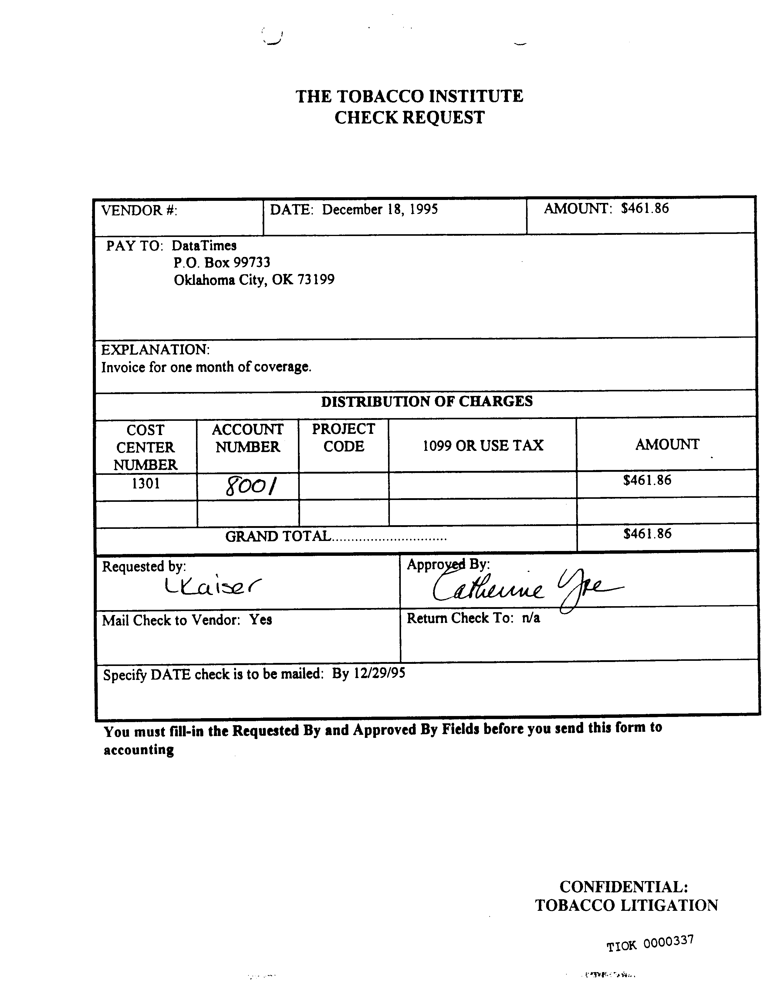 THE TOBACCO INSTITUTE
CHECK REQUEST
VENDOR #: DATE: December 18, 1995 AMOUNT: $461.86
PAY TO: DataTimes
P.O. Box 99733
Oklahoma City, OK 73199
EXPLANATION:
Invoice for one month of coverage.
DISTRIBUTION OF CHARGES
COST ACCOUNT PROJECT
CENTER NUMBER CODE 1099 OR USE TAX AMOUNT
NUMBER
1301 8001 $461.86
GRAND TOTAL.............................. $461.86
Requested by: Approved By:
LKaiser Catherine
Mail Check to Vendor: Yes Return Check To: n/a
Specify DATE check is to be mailed: By 12/29/95
You must fill-in the Requested By and Approved By Fields before you send this form to
accounting
CONFIDENTIAL:
TOBACCO LITIGATION
TIOK 0000337